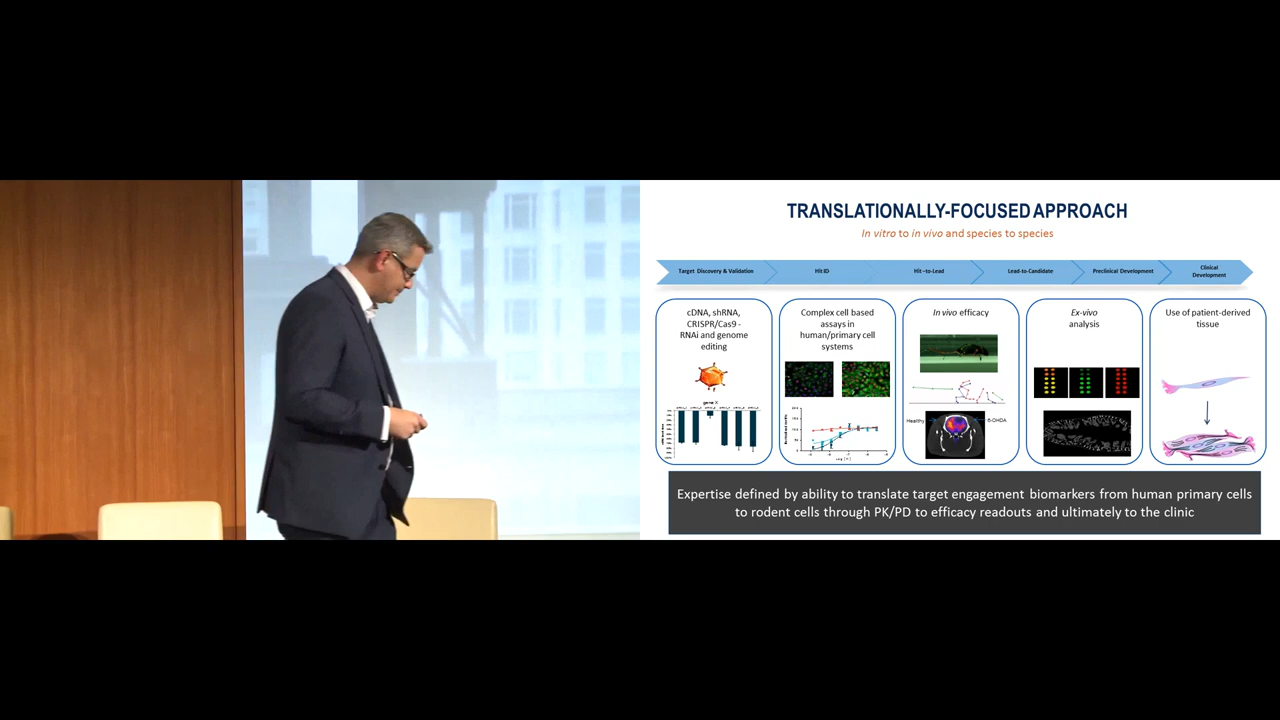 TRANSLATIONALLY-FOCUSED APPROACH
In vitro to in vivo and species to species
Target Discovery & Validation
Hit ID
Hit –to-Lead
Lead-to-Candidate
Preclinical Development
Clinical
Development
cDNA, shRNA,
CRISPR/Cas9 -
RNAi and genome
editing
gene X
Complex cell based
assays in
human/primary cell
systems
In vivo efficacy
Healthy
6-OHDA
Ex-vivo
analysis
Use of patient-derived
tissue
Expertise defined by ability to translate target engagement biomarkers from human primary cells
to rodent cells through PK/PD to efficacy readouts and ultimately to the clinic